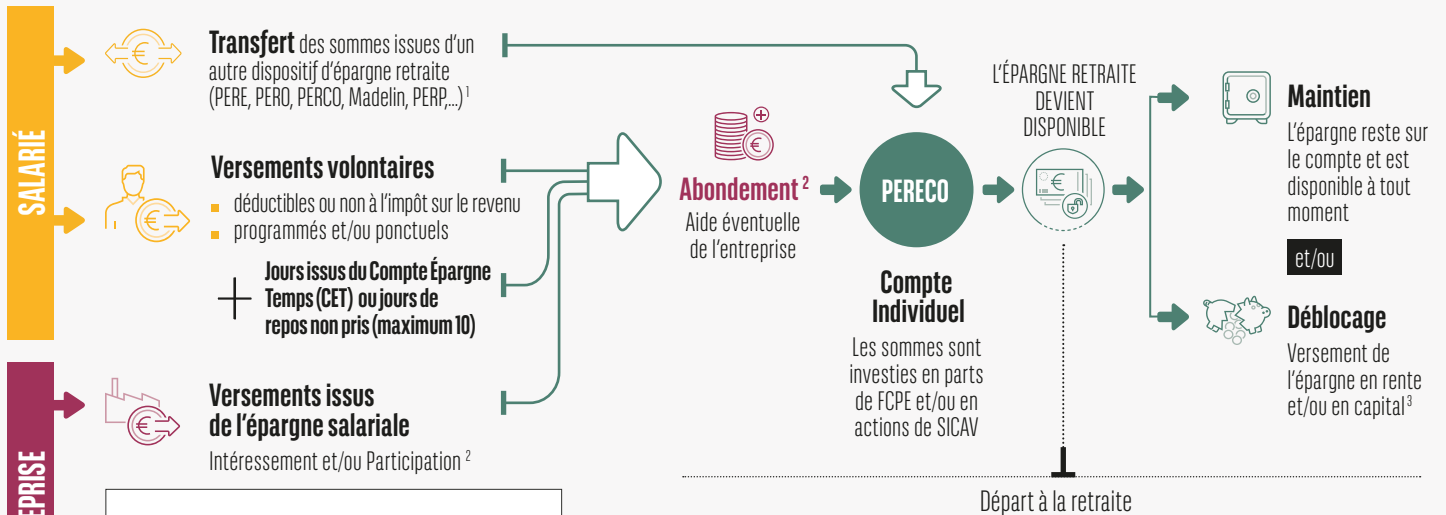 SALARIÉ
Transfert des sommes issues d'un
autre dispositif d'épargne retraite
(PERE, PERO, PERCO, Madelin, PERP,...) 1
Versements volontaires
déductibles ou non à l'impôt sur le revenu
programmés et/ou ponctuels
+ Jours issus du Compte Épargne
Temps (CET) ou jours de
repos non pris (maximum 10)
EPRISE
Versements issus
de l'épargne salariale
Intéressement et/ou Participation 2
Abondement 2
Aide éventuelle
de l'entreprise
PERECO
Compte
Individuel
Les sommes sont
investies en parts
de FCPE et/ou en
actions de SICAV
L'ÉPARGNE RETRAITE
DEVIENT
DISPONIBLE
Départ à la retraite
Maintien
L'épargne reste sur
le compte et est
disponible à tout
moment
et/ou
Déblocage
Versement de
l'épargne en rente
et/ou en capital 3